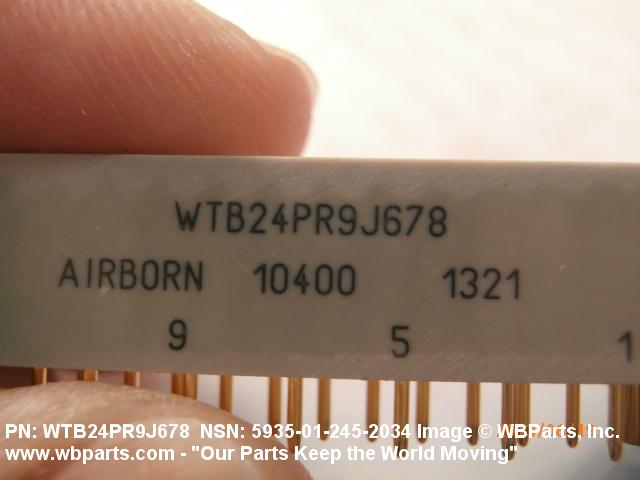 WTB24PR9J678
AIRBORN 10400 1321
9 5 1
PN: WTB24PR9J678 NSN: 5935-01-245-2034 Image © WBParts, Inc.
www.wbparts.com - "Our Parts Keep the World Moving"